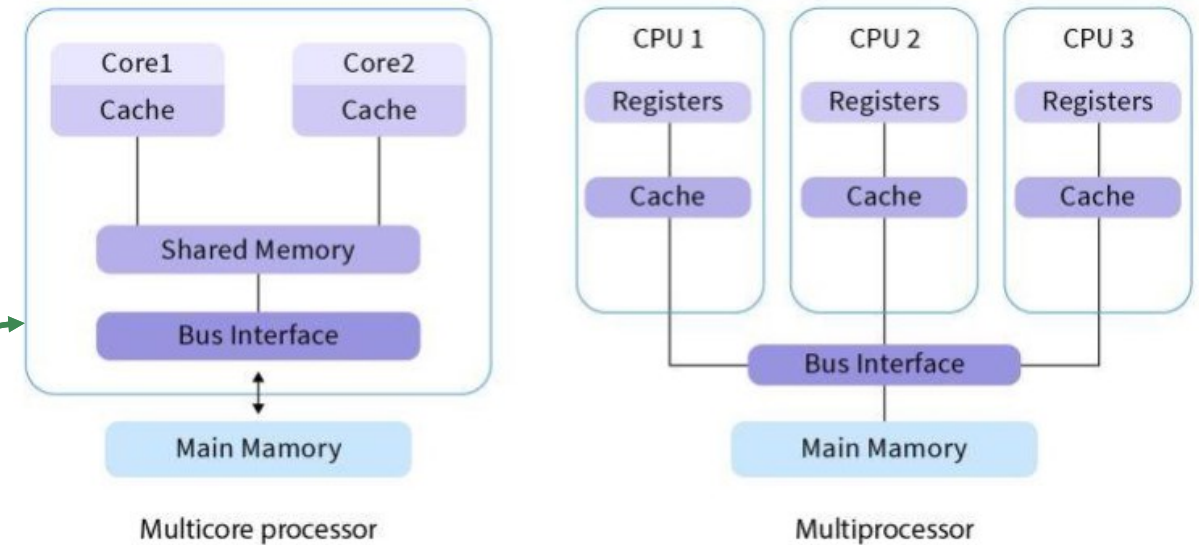 Core1
Cache
Core2
Cache
Shared Memory
Bus Interface
Main Mamory
Multicore processor
CPU 1
Registers
Cache
CPU 2
Registers
Cache
CPU 3
Registers
Cache
Bus Interface
Main Mamory
Multiprocessor